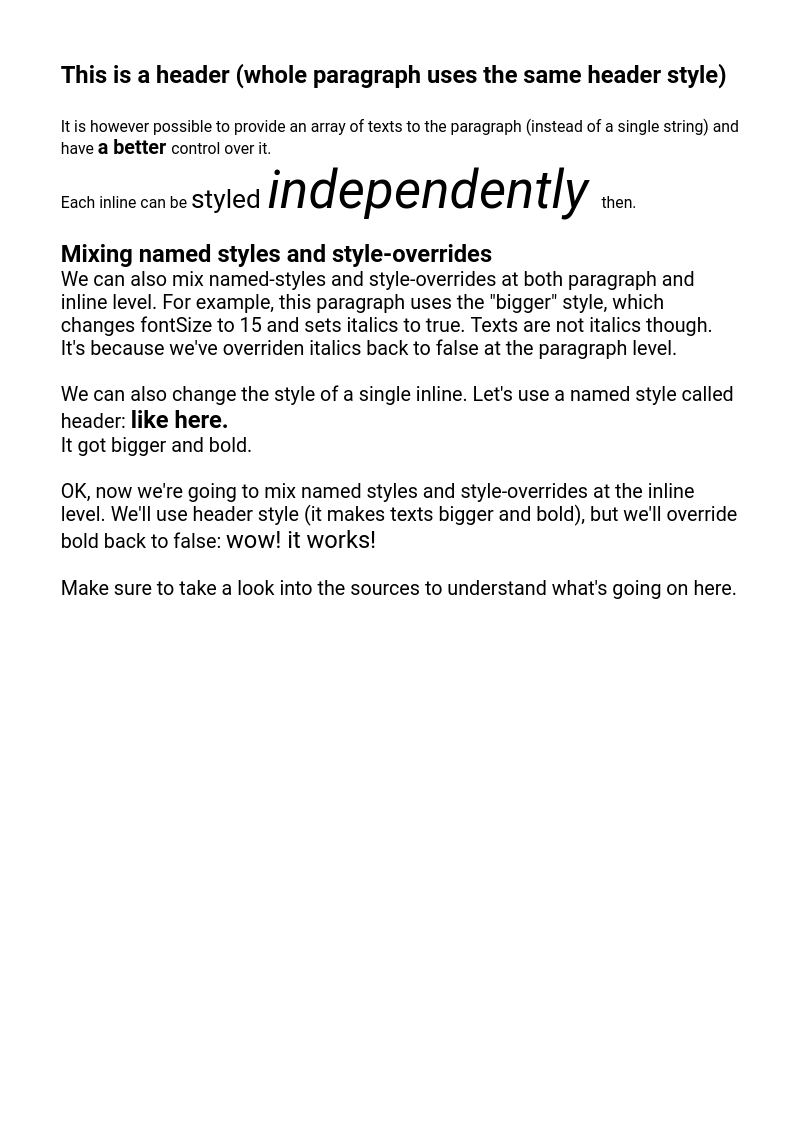 This is a header (whole paragraph uses the same header style)
It is however possible to provide an array of texts to the paragraph (instead of a single string) and
have a better control over it.
Each inline can be styled independently then.
Mixing named styles and style-overrides
We can also mix named-styles and style-overrides at both paragraph and
inline level. For example, this paragraph uses the "bigger" style, which
changes fontSize to 15 and sets italics to true. Texts are not italics though.
It's because we've overriden italics back to false at the paragraph level.
We can also change the style of a single inline. Let's use a named style called
header: like here.
It got bigger and bold.
OK, now we're going to mix named styles and style-overrides at the inline
level. We'll use header style (it makes texts bigger and bold), but we'll override
bold back to false: wow! it works!
Make sure to take a look into the sources to understand what's going on here.